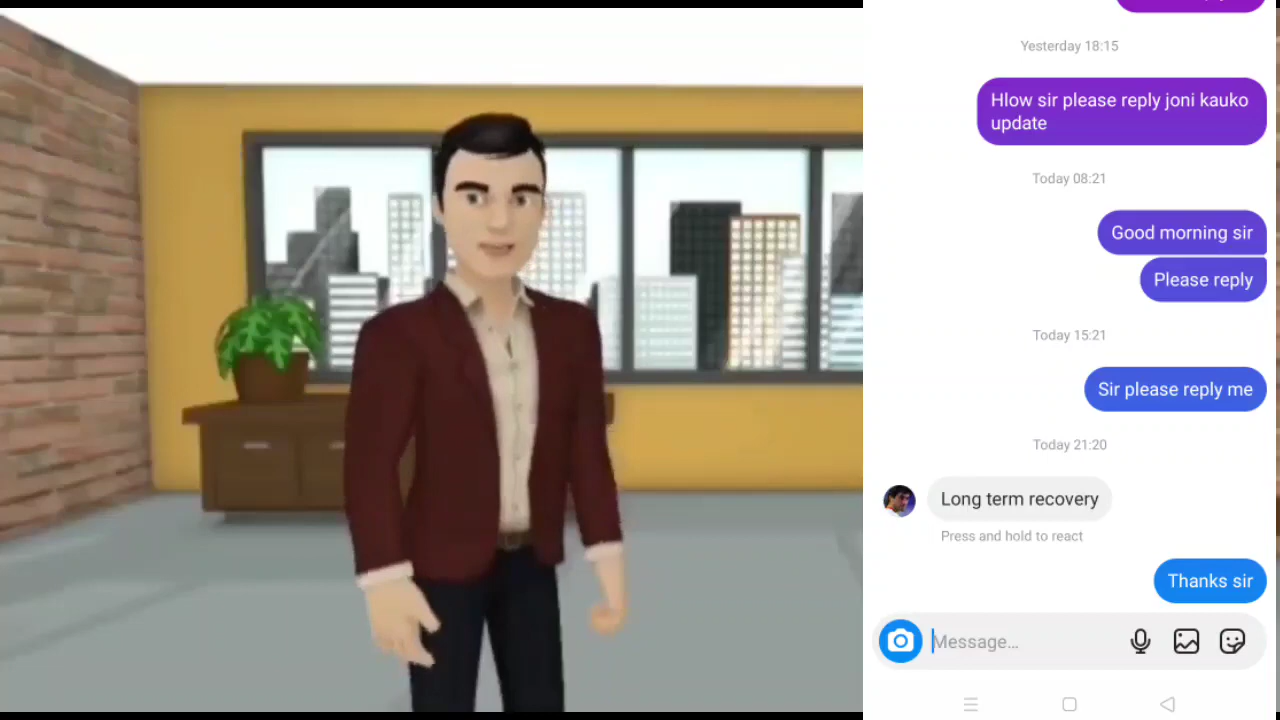 Yesterday 18:15
Hlow sir please reply joni kauko
update
Today 08:21
Good morning sir
Please reply
Today 15:21
Sir please reply me
Today 21:20
Long term recovery
Press and hold to react
Thanks sir
Message...